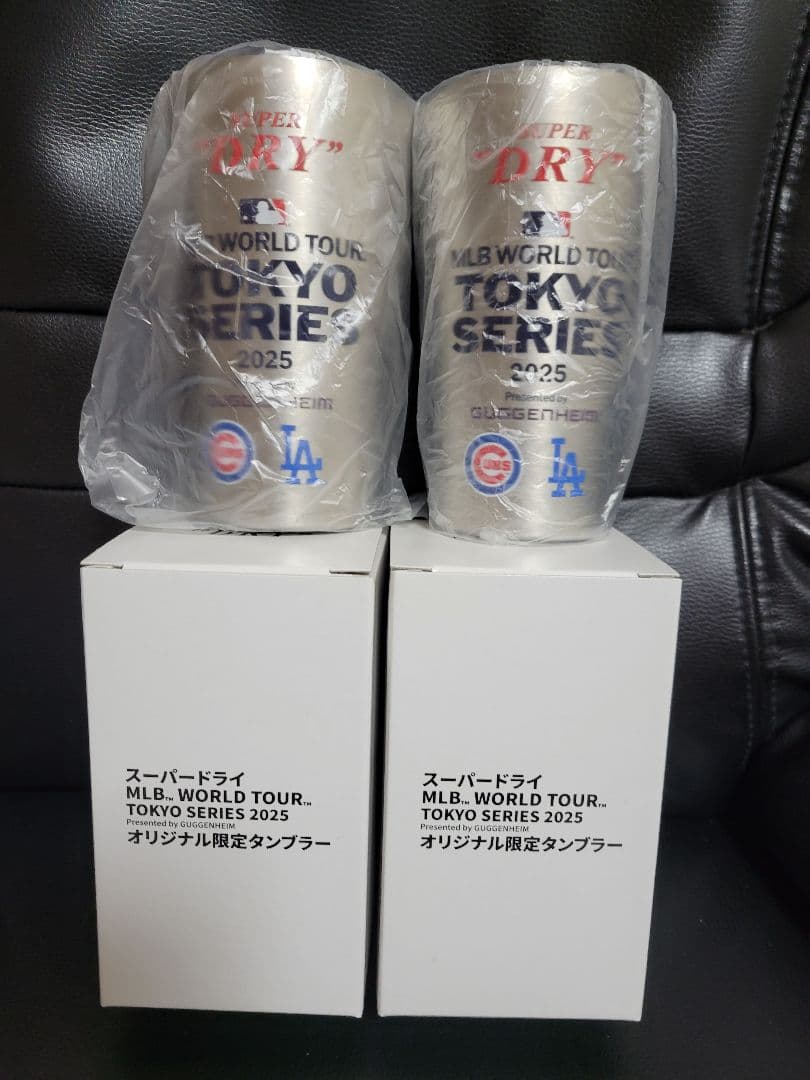 SUPER
"DRY"
WORLD TOUR
TOKYO
SERIES
2025
GUGGENHEIM
LA
SUPER
"DRY"
MLB WORLD
TOKYO
SERIES
2025
Presented by
GUGGENHEIM
CUBS
LA
スーパードライ
MLB™ WORLD TOUR™
TOKYO SERIES 2025
Presented by GUGGENHEIM
オリジナル限定タンブラー
スーパードライ
MLB™ WORLD TOUR™
TOKYO SERIES 2025
Presented by GUGGENHEIM
オリジナル限定タンブラー